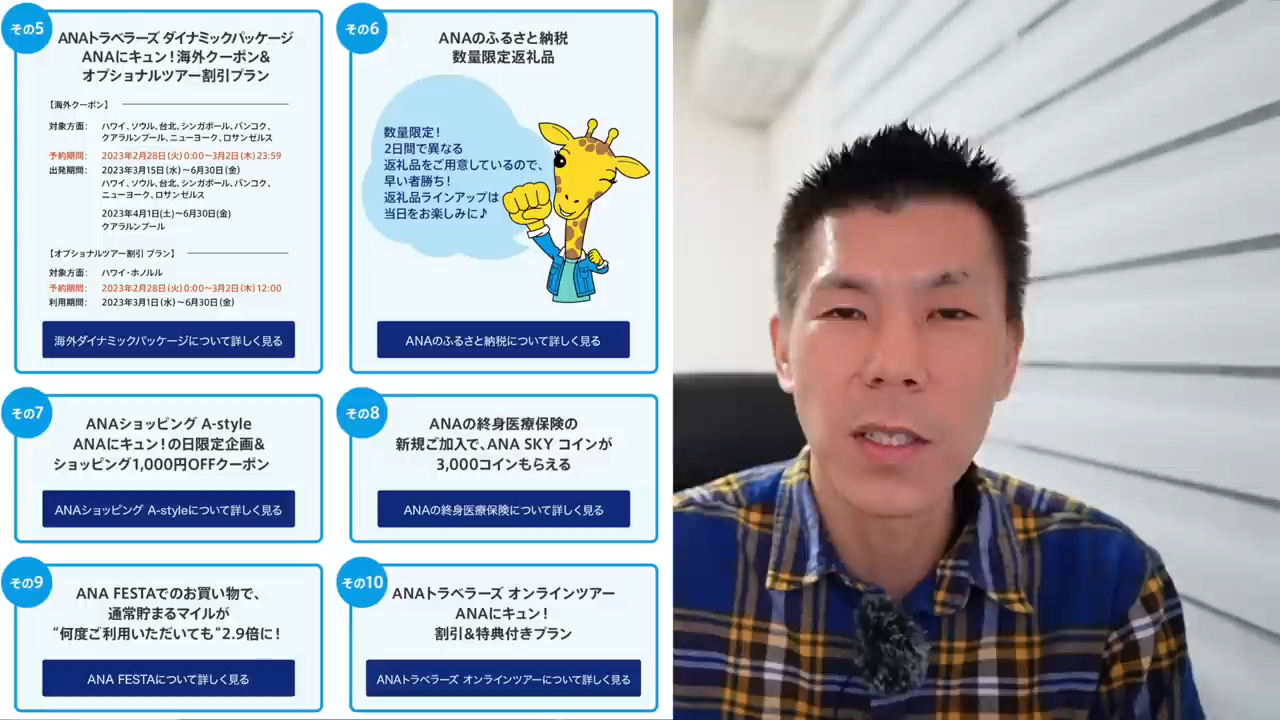 その5
ANAトラベラーズ ダイナミックパッケージ
ANAにキュン！海外クーポン&
オプショナルツアー割引プラン
【海外クーポン】
対象方面： ハワイ、ソウル、台北、シンガポール、バンコク、
クアラルンプール、ニューヨーク、ロサンゼルス
予約期間： 2023年2月28日(火)0:00～3月2日(木)23:59
出発期間： 2023年3月15日(水)～6月30日(金)
ハワイ、ソウル、台北、シンガポール、バンコク、
ニューヨーク、ロサンゼルス
2023年4月1日(土)～6月30日(金)
クアラルンプール
【オプショナルツアー割引 プラン】
対象方面： ハワイ・ホノルル
予約期間： 2023年2月28日(火)0:00～3月2日(木)12:00
利用期間： 2023年3月1日(水)～6月30日(金)
海外ダイナミックパッケージについて詳しく見る
その6
ANAのふるさと納税
数量限定返礼品
数量限定！
2日間で異なる
返礼品をご用意しているので、
早い者勝ち！
返礼品ラインアップは
当日をお楽しみに♪
ANAのふるさと納税について詳しく見る
その7
ANAショッピング A-style
ANAにキュン！の日限定企画&
ショッピング1,000円OFFクーポン
ANAショッピング A-styleについて詳しく見る
その8
ANAの終身医療保険の
新規ご加入で、ANA SKY コインが
3,000コインもらえる
ANAの終身医療保険について詳しく見る
その9
ANA FESTAでのお買い物で、
通常貯まるマイルが
“何度ご利用いただいても”2.9倍に！
ANA FESTAについて詳しく見る
その10
ANAトラベラーズ オンラインツアー
ANAにキュン！
割引&特典付きプラン
ANAトラベラーズ オンラインツアーについて詳しく見る